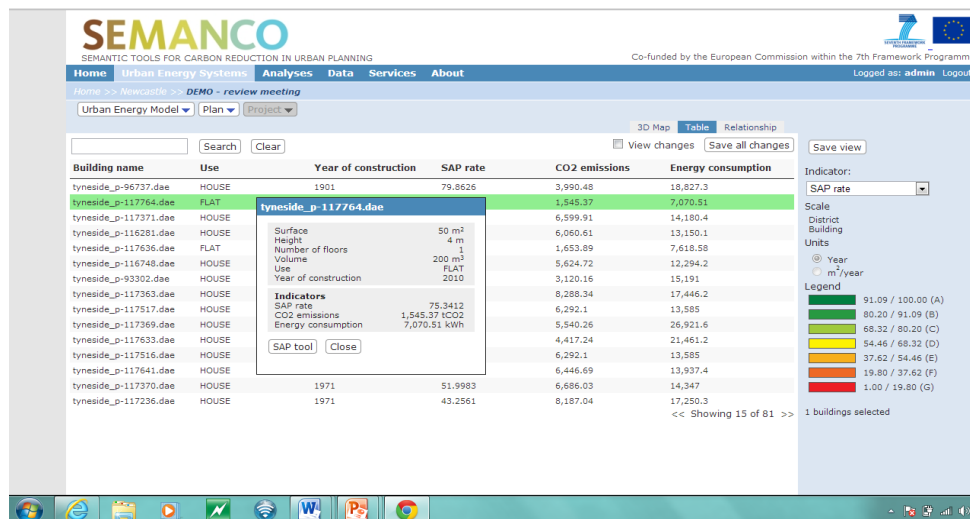 SEMANCO
SEMANTIC TOOLS FOR CARBON REDUCTION IN URBAN PLANNING
SEVENTH FRAMEWORK PROGRAMME
Co-funded by the European Commission within the 7th Framework Programm
Home Urban Energy Systems Analyses Data Services About
Logged as: admin Logout
Home >> Newcastle >> DEMO - review meeting
Urban Energy Model Plan Project
3D Map Table Relationship
Search Clear
View changes Save all changes
Save view
Building name Use Year of construction SAP rate CO2 emissions Energy consumption
tyneside_p-96737.dae HOUSE 1901 79.8626 3,990.48 18,827.3
tyneside_p-117764.dae FLAT 1,545.37 7,070.51
tyneside_p-117371.dae HOUSE 6,599.91 14,180.4
tyneside_p-116281.dae HOUSE 6,060.61 13,150.1
tyneside_p-117636.dae FLAT 1,653.89 7,618.58
tyneside_p-116748.dae HOUSE 5,624.72 12,294.2
tyneside_p-93302.dae HOUSE 3,120.16 15,191
tyneside_p-117363.dae HOUSE 8,288.34 17,446.2
tyneside_p-117517.dae HOUSE 6,292.1 13,585
tyneside_p-117369.dae HOUSE 5,540.26 26,921.6
tyneside_p-117633.dae HOUSE 4,417.24 21,461.2
tyneside_p-117516.dae HOUSE 6,292.1 13,585
tyneside_p-117641.dae HOUSE 6,446.69 13,937.4
tyneside_p-117370.dae HOUSE 1971 51.9983 6,686.03 14,347
tyneside_p-117236.dae HOUSE 1971 43.2561 8,187.04 17,250.3
<< Showing 15 of 81 >>
tyneside_p-117764.dae
Surface 50 m²
Height 4 m
Number of floors 1
Volume 200 m³
Use FLAT
Year of construction 2010
Indicators
SAP rate 75.3412
CO2 emissions 1,545.37 tCO2
Energy consumption 7,070.51 kWh
SAP tool Close
Indicator:
SAP rate
Scale
District
Building
Units
Year
m²/year
Legend
91.09 / 100.00 (A)
80.20 / 91.09 (B)
68.32 / 80.20 (C)
54.46 / 68.32 (D)
37.62 / 54.46 (E)
19.80 / 37.62 (F)
1.00 / 19.80 (G)
1 buildings selected